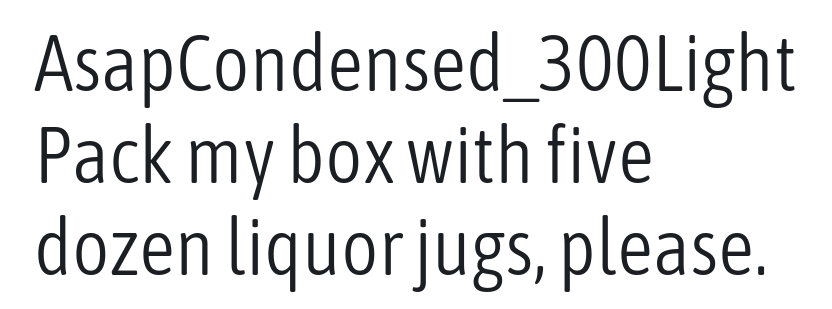 AsapCondensed_300Light
Pack my box with five
dozen liquor jugs, please.